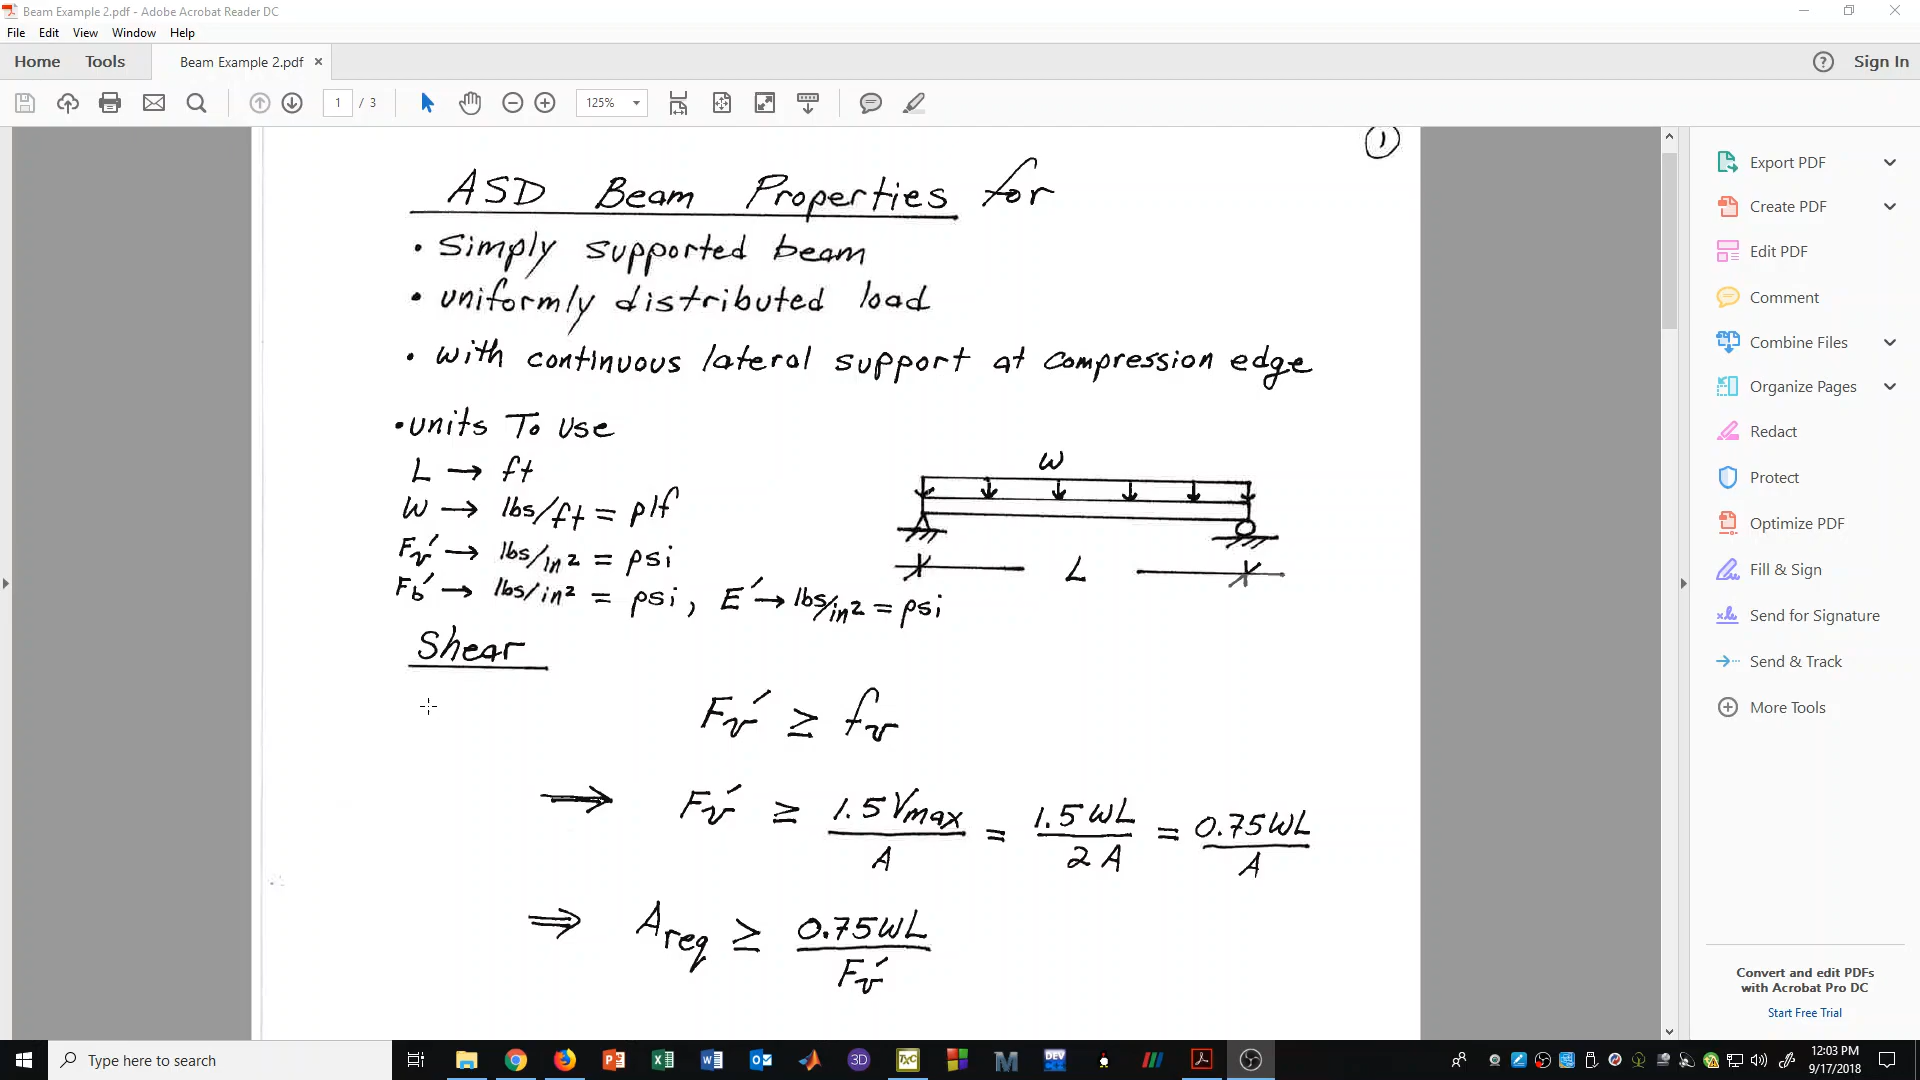 Beam Example 2.pdf - Adobe Acrobat Reader DC
File Edit View Window Help
Home Tools Beam Example 2.pdf × Sign In
1 / 3 125%
1
ASD Beam Properties for
• Simply supported beam
• uniformly distributed load
• with continuous lateral support at compression edge
• units To Use
L → ft
W → lbs/ft = plf
Fv′ → lbs/in2 = psi
Fb′ → lbs/in² = psi, E′ → lbs/in2 = psi
W
L
Shear
Fv′ ≥ fv
⇒ Fv′ ≥ 1.5Vmax/A = 1.5WL/2A = 0.75WL/A
⇒ Areq ≥ 0.75WL/Fv′
Export PDF
Create PDF
Edit PDF
Comment
Combine Files
Organize Pages
Redact
Protect
Optimize PDF
Fill & Sign
Send for Signature
Send & Track
More Tools
Convert and edit PDFs
with Acrobat Pro DC
Start Free Trial
Type here to search
3D
TXC
DEV
12:03 PM
9/17/2018